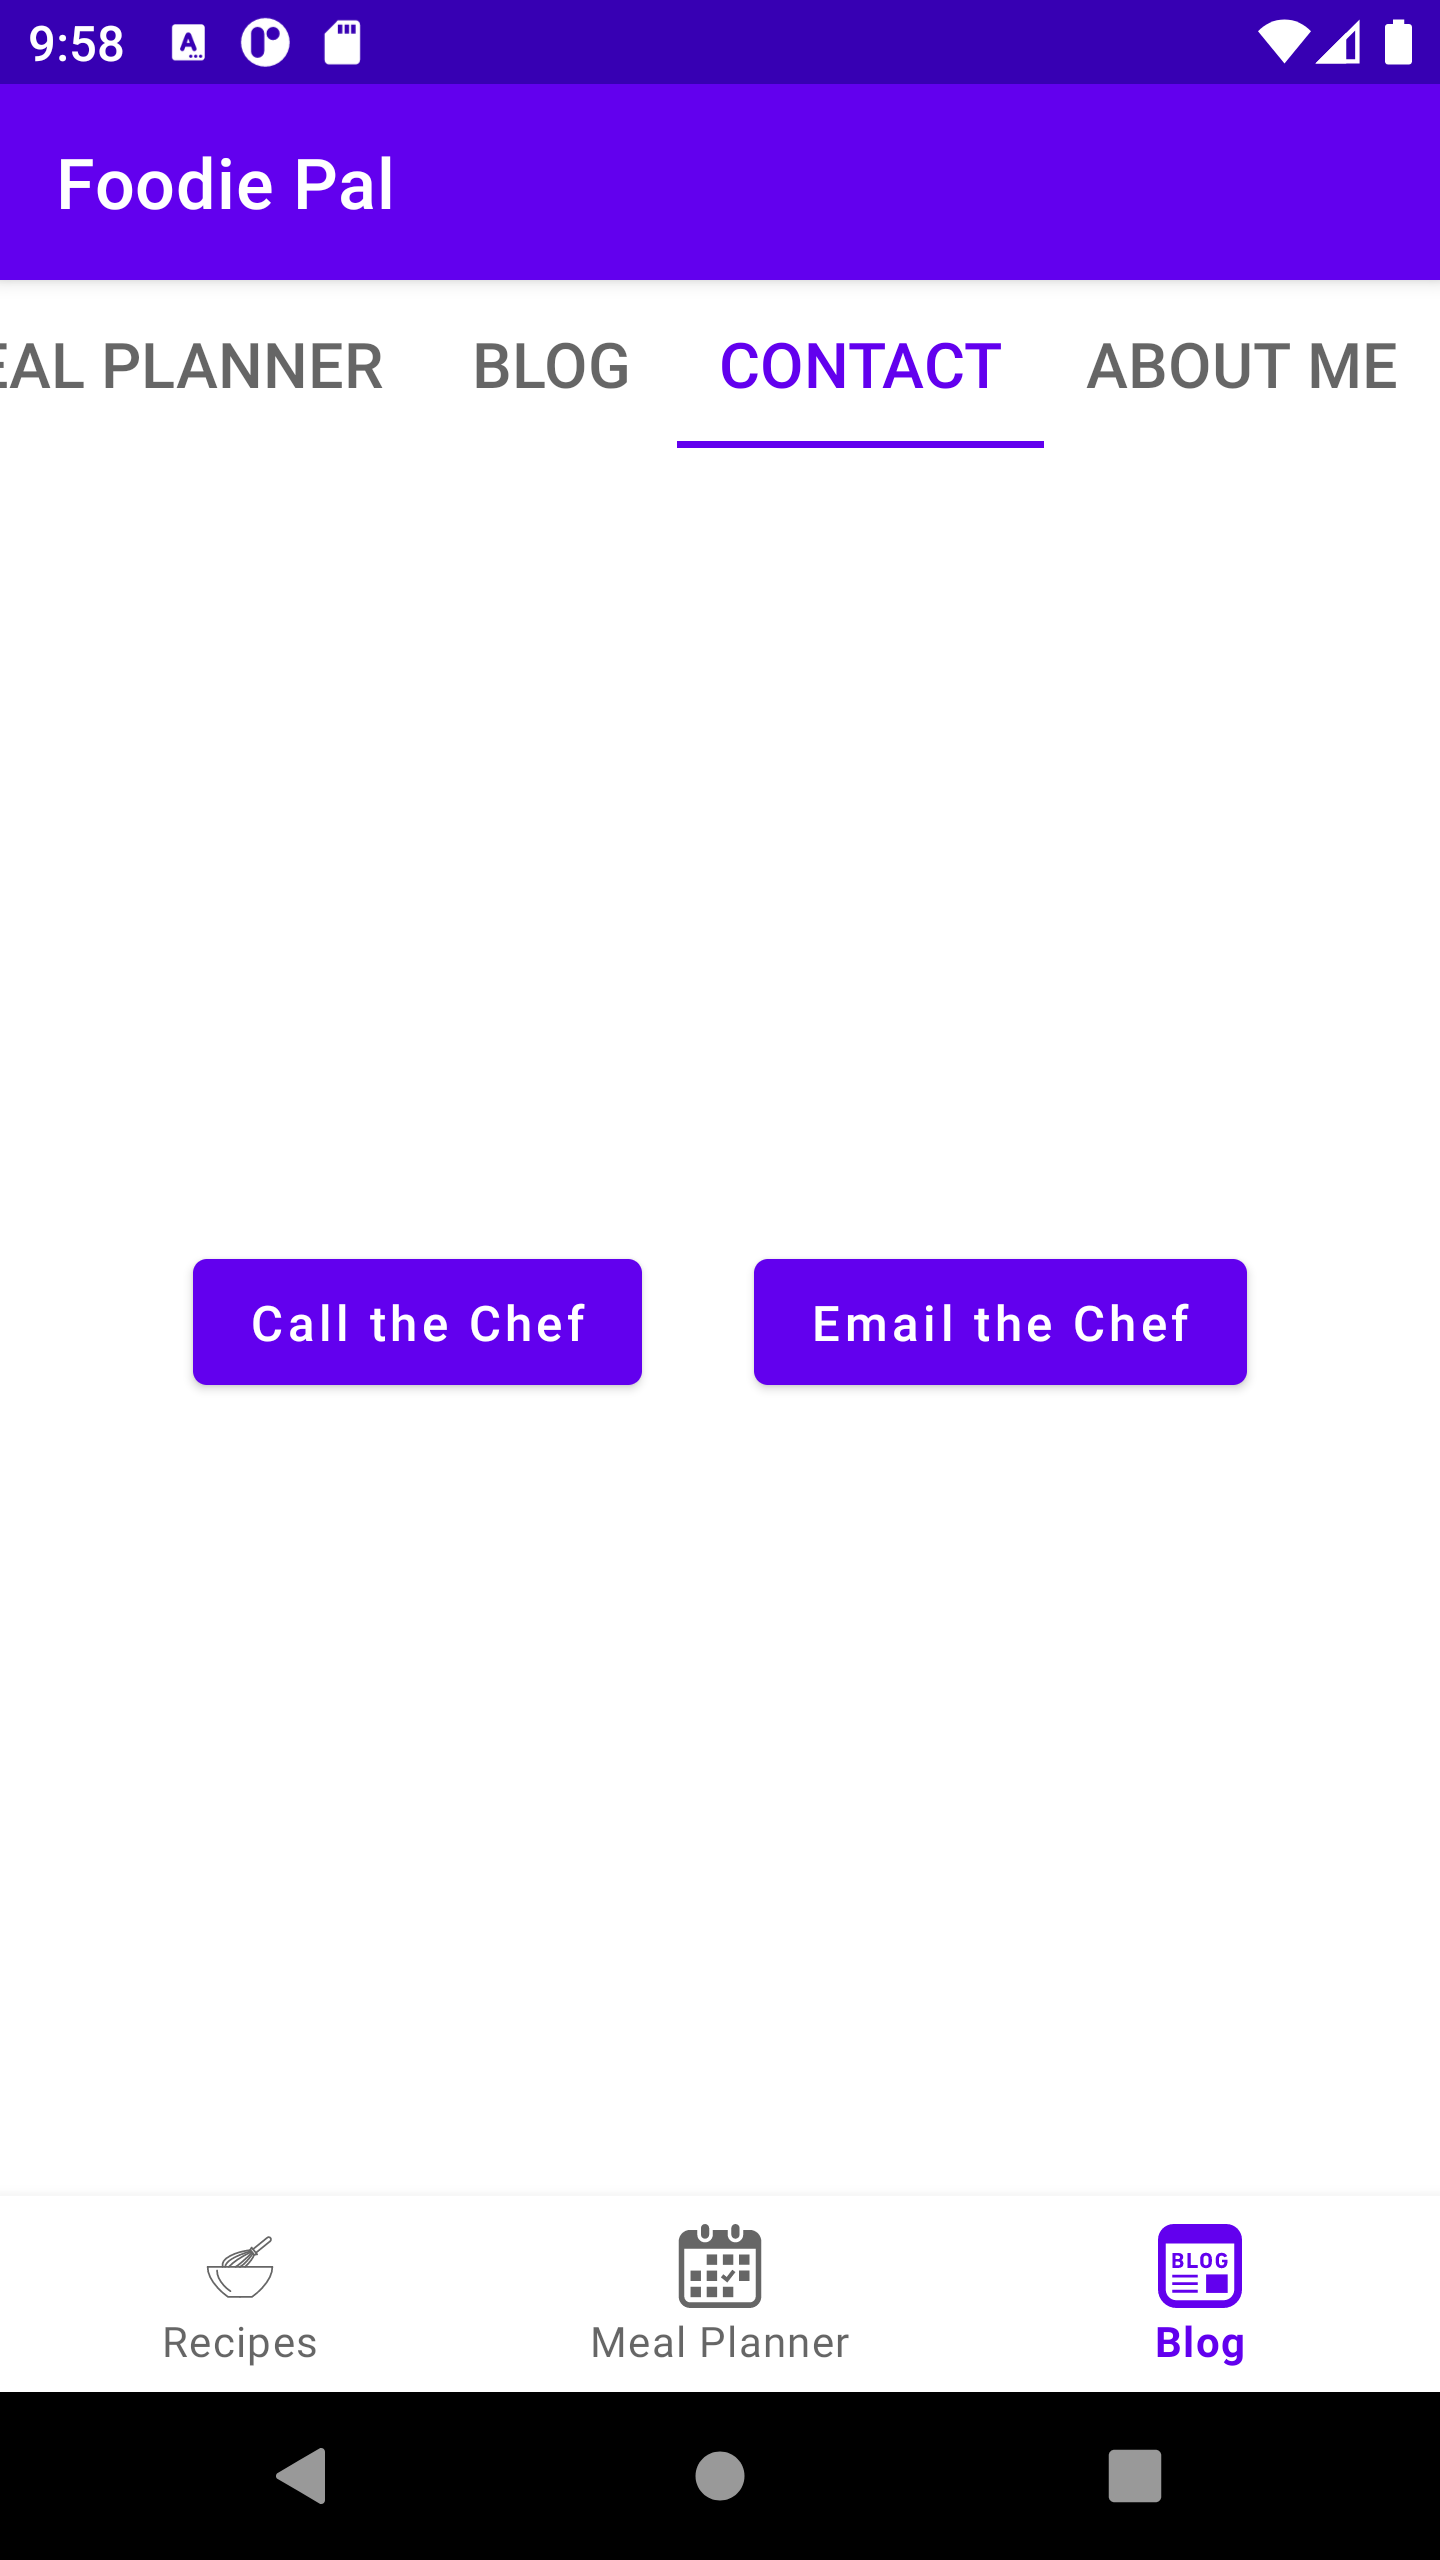 9:58
Foodie Pal
EAL PLANNER BLOG CONTACT ABOUT ME
Call the Chef Email the Chef
BLOG
Recipes Meal Planner Blog